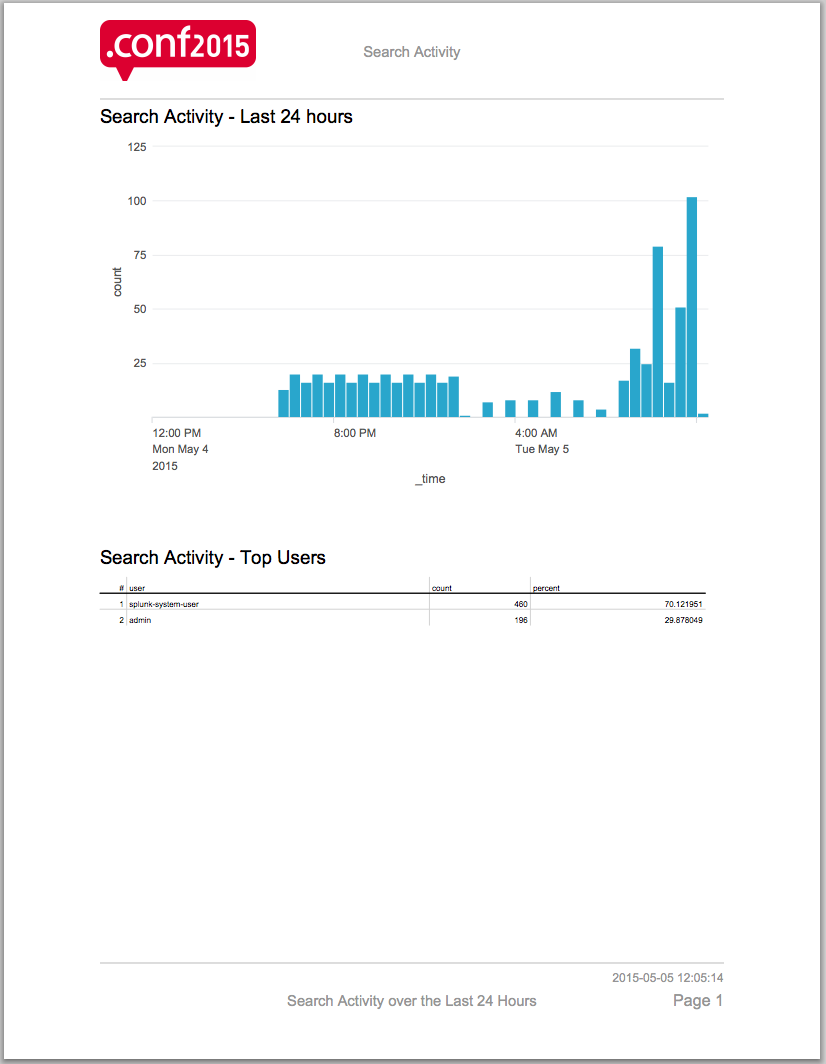 .conf2015
Search Activity
Search Activity - Last 24 hours
125
100
75
50
25
count
12:00 PM
Mon May 4
2015
8:00 PM
4:00 AM
Tue May 5
_time
Search Activity - Top Users
# user count percent
1 splunk-system-user 460 70.121951
2 admin 196 29.878049
2015-05-05 12:05:14
Search Activity over the Last 24 Hours Page 1